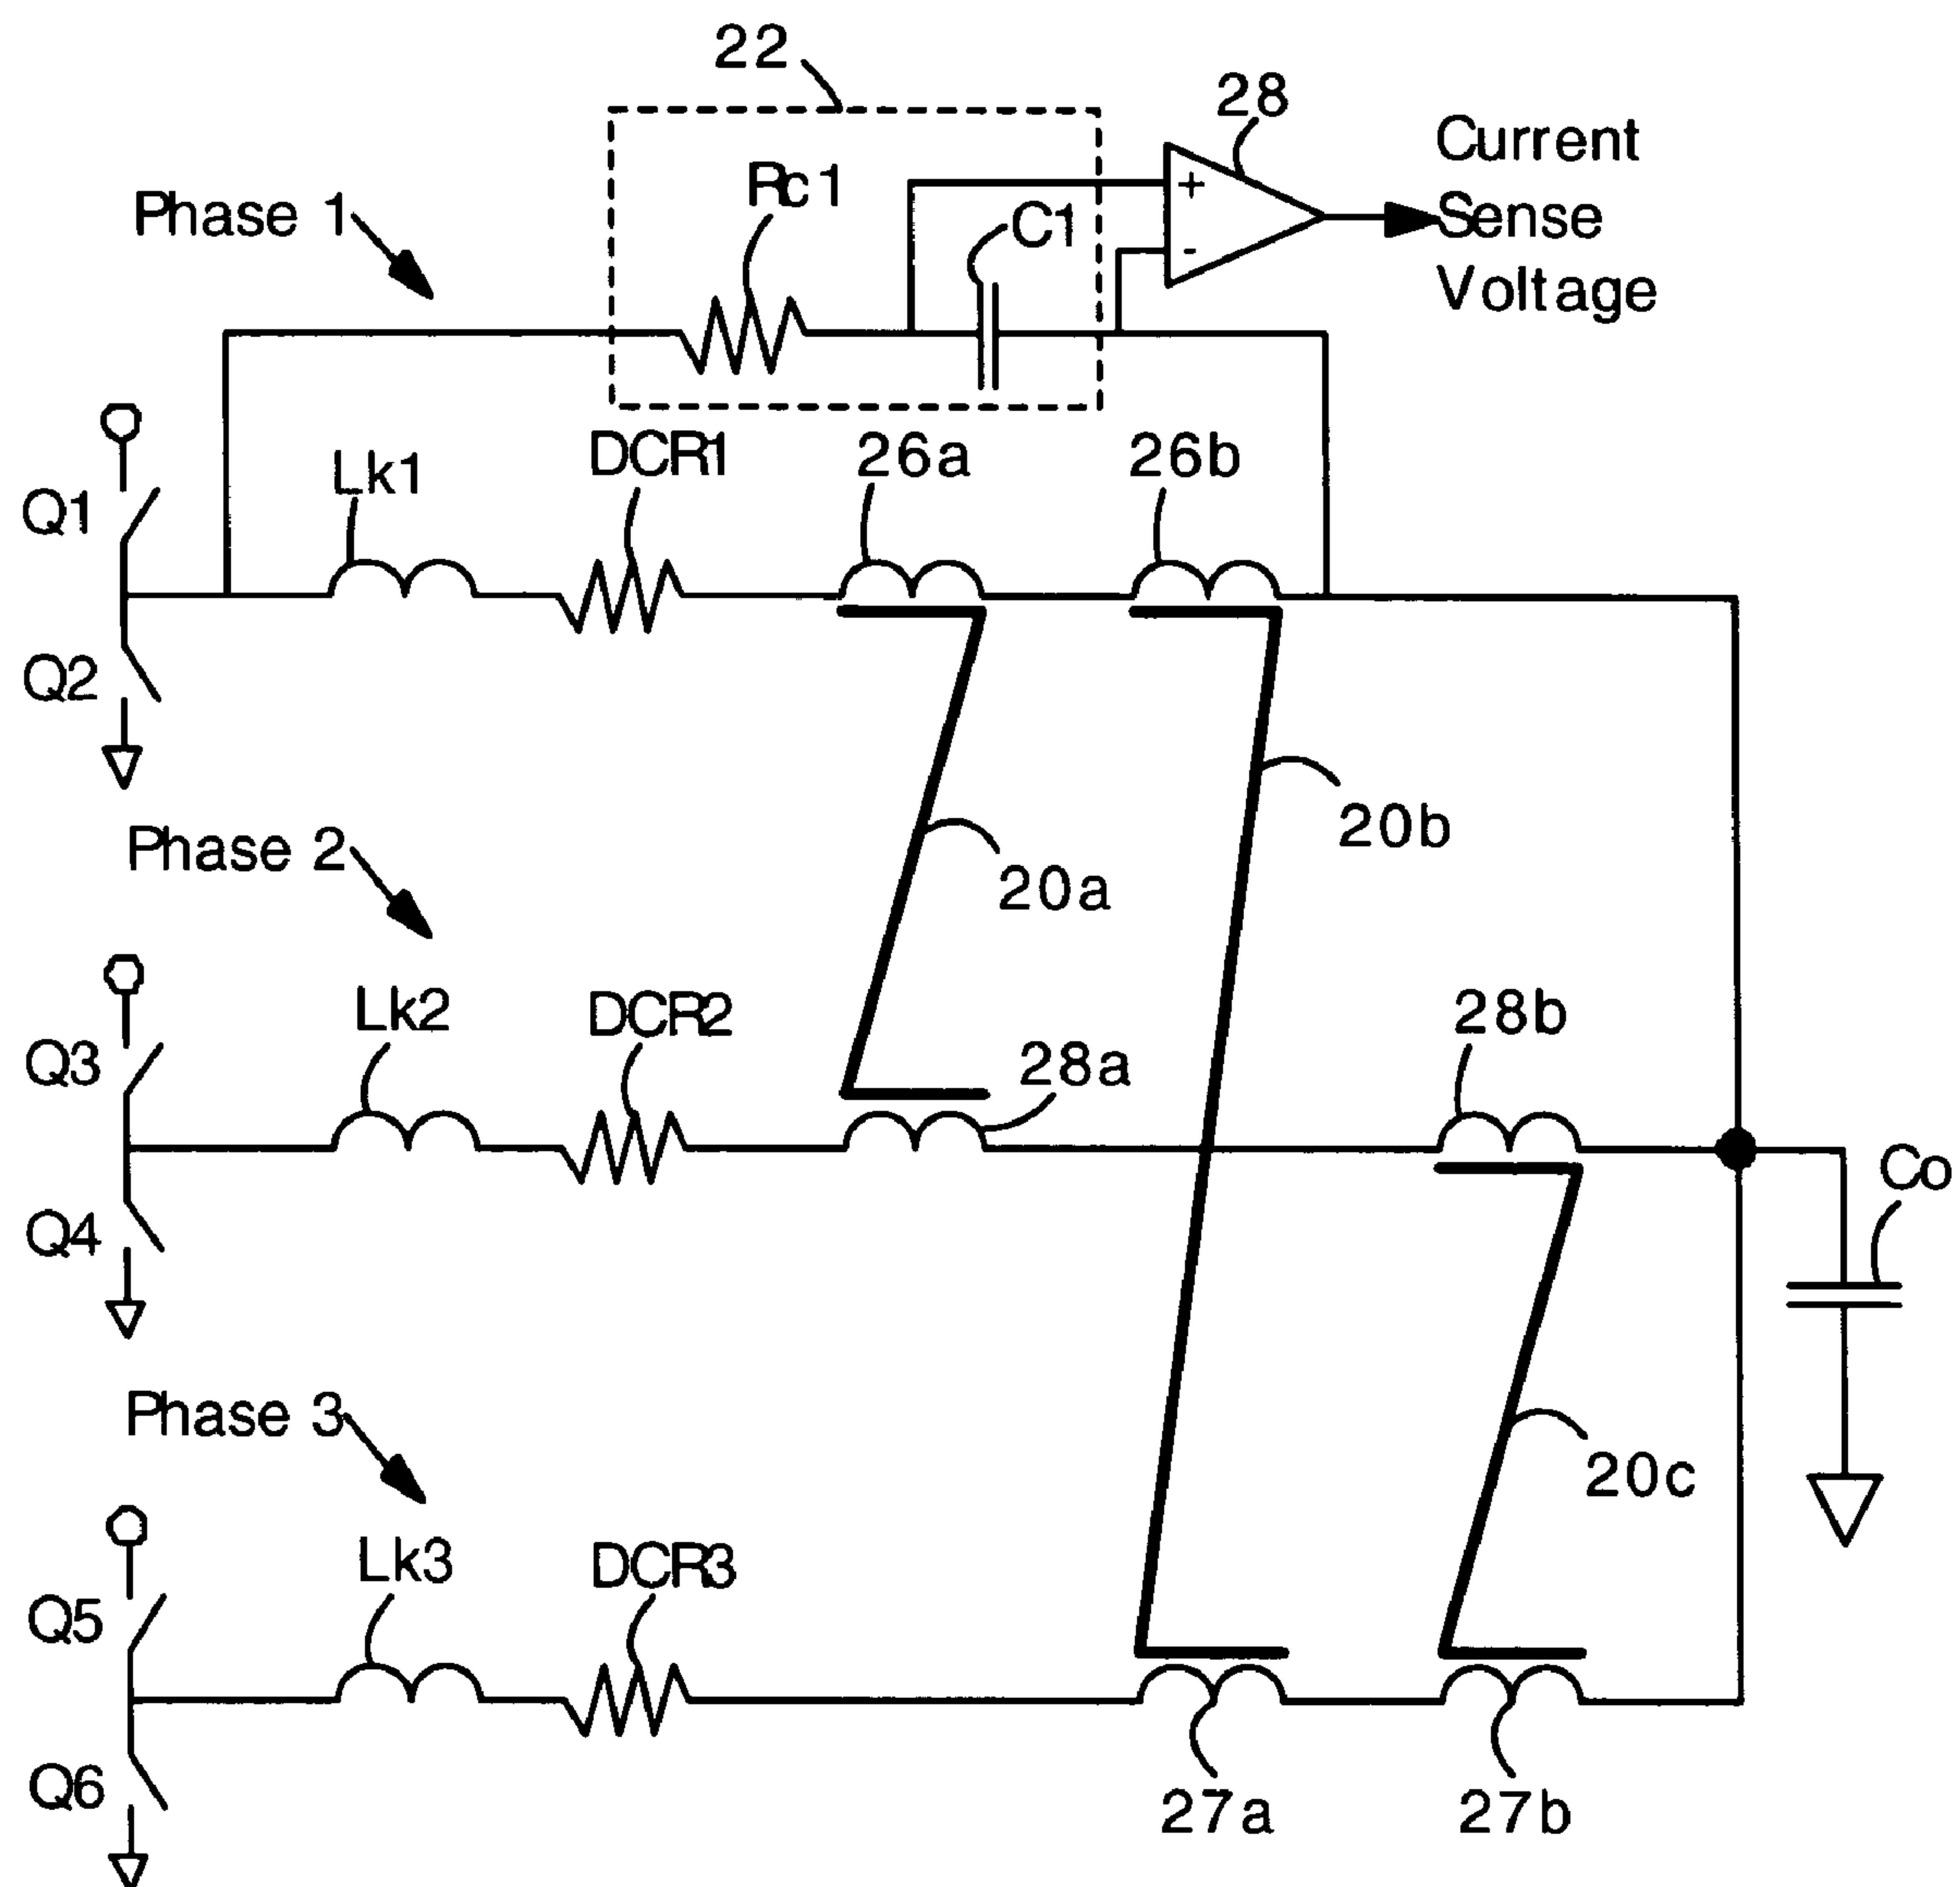 22
28
Current
Sense
Voltage
Rc1
C1
+
-
Phase 1
Lk1
DCR1
26a
26b
Q1
Q2
20b
20a
Phase 2
Lk2
DCR2
28a
28b
Q3
Q4
Co
Phase 3
20c
Lk3
DCR3
Q5
Q6
27a
27b